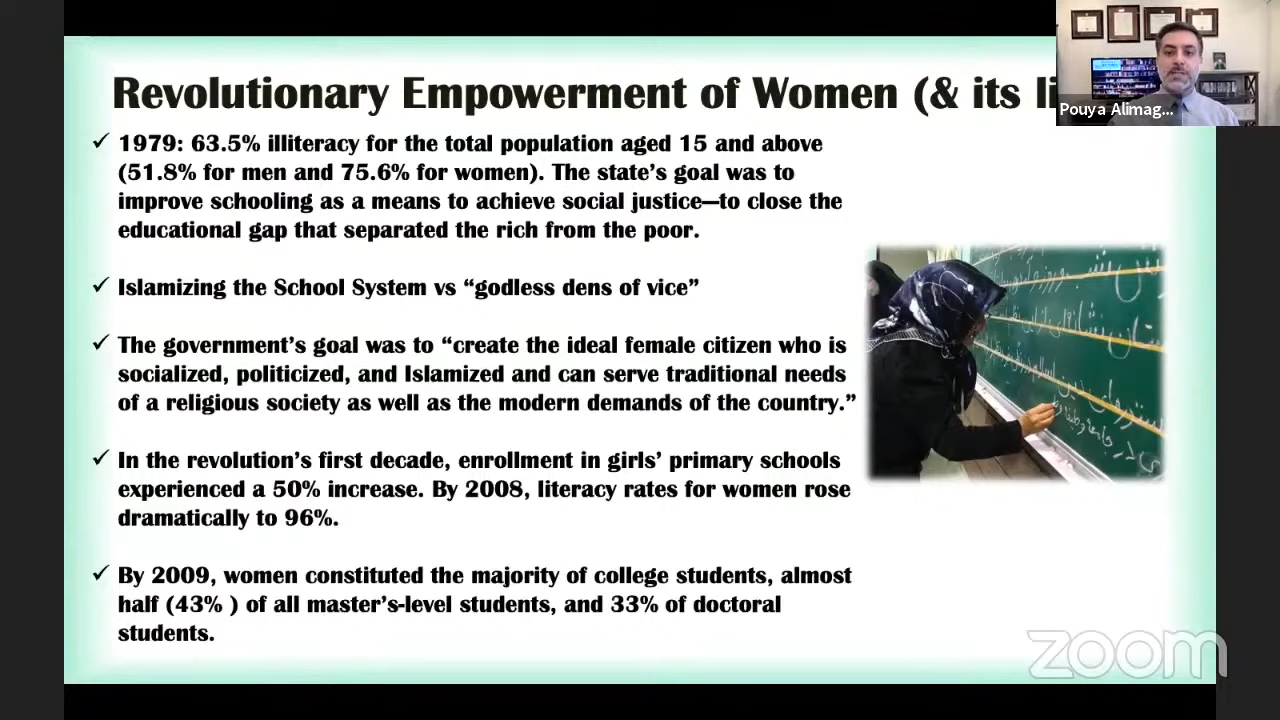 Revolutionary Empowerment of Women (& its li
Pouya Alimag...
✓ 1979: 63.5% illiteracy for the total population aged 15 and above
(51.8% for men and 75.6% for women). The state’s goal was to
improve schooling as a means to achieve social justice—to close the
educational gap that separated the rich from the poor.
✓ Islamizing the School System vs “godless dens of vice”
✓ The government’s goal was to “create the ideal female citizen who is
socialized, politicized, and Islamized and can serve traditional needs
of a religious society as well as the modern demands of the country.”
✓ In the revolution’s first decade, enrollment in girls’ primary schools
experienced a 50% increase. By 2008, literacy rates for women rose
dramatically to 96%.
✓ By 2009, women constituted the majority of college students, almost
half (43% ) of all master’s-level students, and 33% of doctoral
students.
zoom